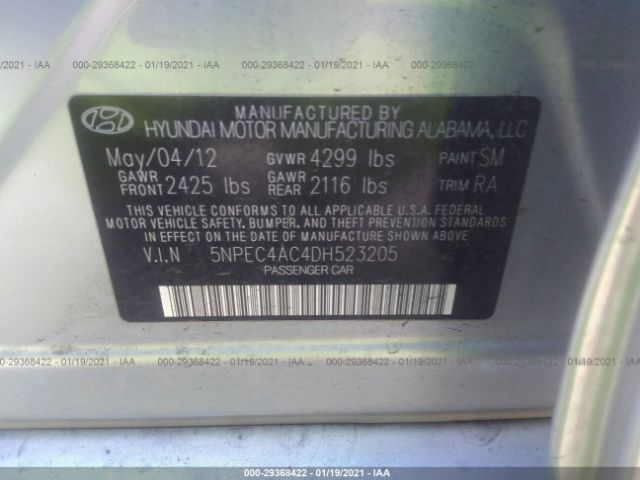 1/2021 - IAA 000-29368422 - 01/19/2021 - IAA 000-29368422 - 01/19/2021 - IAA 000-29368422 - 01/1
MANUFACTURED BY
HYUNDAI MOTOR MANUFACTURING ALABAMA, LLC
May/04/12 GVWR 4299 lbs PAINT SM
GAWR FRONT 2425 lbs GAWR REAR 2116 lbs TRIM RA
THIS VEHICLE CONFORMS TO ALL APPLICABLE U.S.A. FEDERAL
MOTOR VEHICLE SAFETY, BUMPER, AND THEFT PREVENTION STANDARDS
IN EFFECT ON THE DATE OF MANUFACTURE SHOWN ABOVE.
V.I.N 5NPEC4AC4DH523205
PASSENGER CAR
00-29368422 - 01/19/2021 - IAA 000-29368422 - 01/19/2021 - IAA 000-29368422 - 01/19/2021 - IAA
000-29368422 - 01/19/2021 - IAA